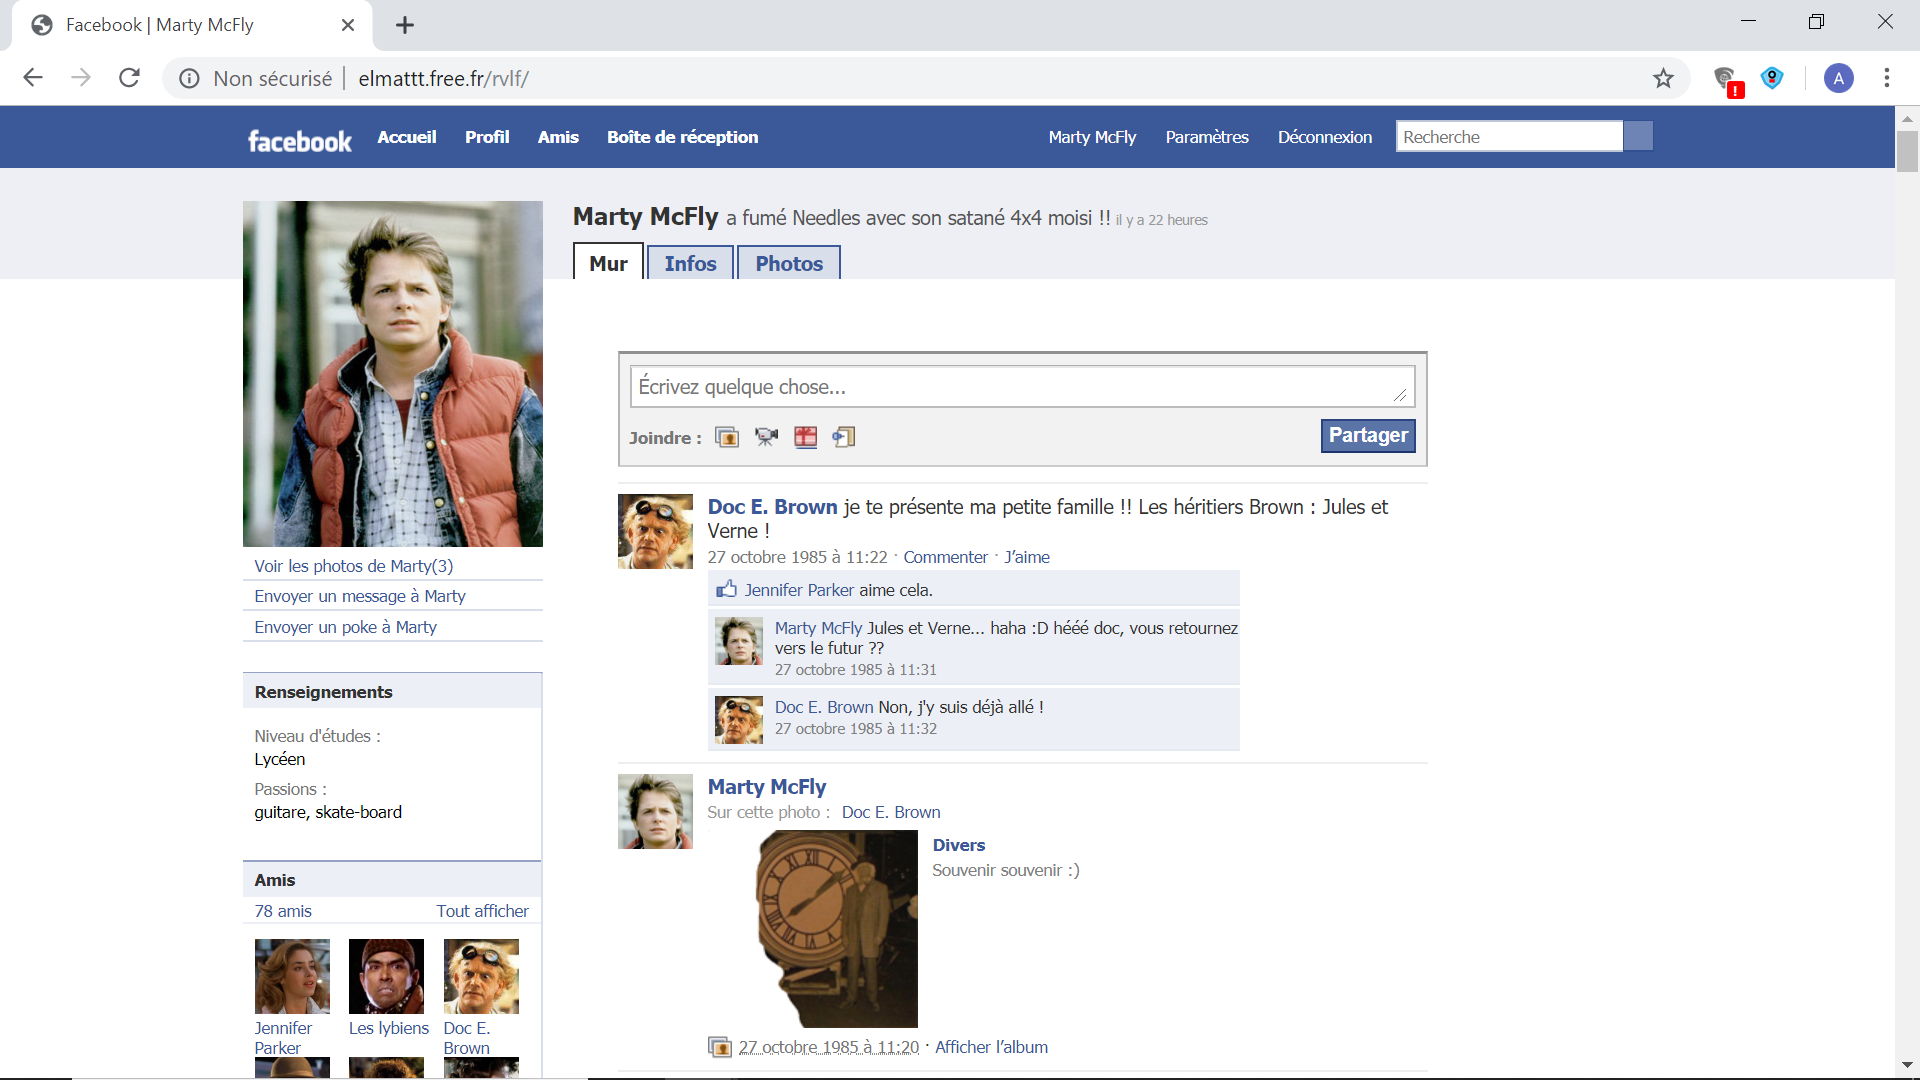 Facebook | Marty McFly
Non sécurisé | elmattt.free.fr/rvlf/
A
!
facebook Accueil Profil Amis Boîte de réception Marty McFly Paramètres Déconnexion Recherche
Marty McFly a fumé Needles avec son satané 4x4 moisi !! il y a 22 heures
Mur Infos Photos
Écrivez quelque chose...
Joindre : Partager
Doc E. Brown je te présente ma petite famille !! Les héritiers Brown : Jules et
Verne !
27 octobre 1985 à 11:22 · Commenter · J’aime
Jennifer Parker aime cela.
Marty McFly Jules et Verne... haha :D hééé doc, vous retournez
vers le futur ??
27 octobre 1985 à 11:31
Doc E. Brown Non, j'y suis déjà allé !
27 octobre 1985 à 11:32
Marty McFly
Sur cette photo : Doc E. Brown
Divers
Souvenir souvenir :)
27 octobre 1985 à 11:20 · Afficher l’album
Voir les photos de Marty(3)
Envoyer un message à Marty
Envoyer un poke à Marty
Renseignements
Niveau d'études :
Lycéen
Passions :
guitare, skate-board
Amis
78 amis Tout afficher
Jennifer
Parker
Les lybiens
Doc E.
Brown